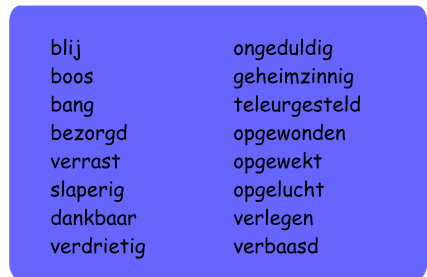 blij
boos
bang
bezorgd
verrast
slaperig
dankbaar
verdrietig
ongeduldig
geheimzinnig
teleurgesteld
opgewonden
opgewekt
opgelucht
verlegen
verbaasd